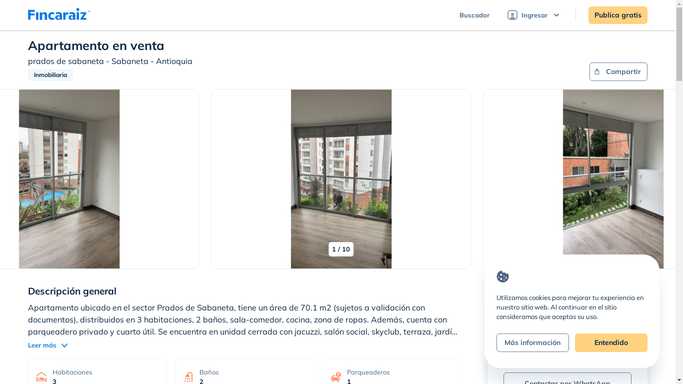 Fincaraiz
Buscador
Ingresar
Publica gratis
Apartamento en venta
prados de sabaneta - Sabaneta - Antioquia
Inmobiliaria
Compartir
1 / 10
Descripción general
Apartamento ubicado en el sector Prados de Sabaneta, tiene un área de 70.1 m2 (sujetos a validación con
documentos), distribuidos en 3 habitaciones, 2 baños, sala-comedor, cocina, zona de ropas. Además, cuenta con
parqueadero privado y cuarto útil. Se encuentra en unidad cerrada con jacuzzi, salón social, skyclub, terraza, jardí...
Leer más
Habitaciones
3
Baños
2
Parqueaderos
1
Utilizamos cookies para mejorar tu experiencia en
nuestro sitio web. Al continuar en el sitio
consideramos que aceptas su uso.
Más información
Entendido
Contactar por WhatsApp